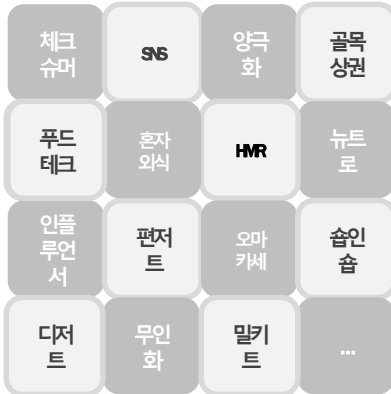 체크
슈머
SNS
양극
화
골목
상권
푸드
테크
혼자
외식
HMR
뉴트
로
인플
루언
서
펀저
트
오마
카세
숍인
숍
디저
트
무인
화
밀키
트
...